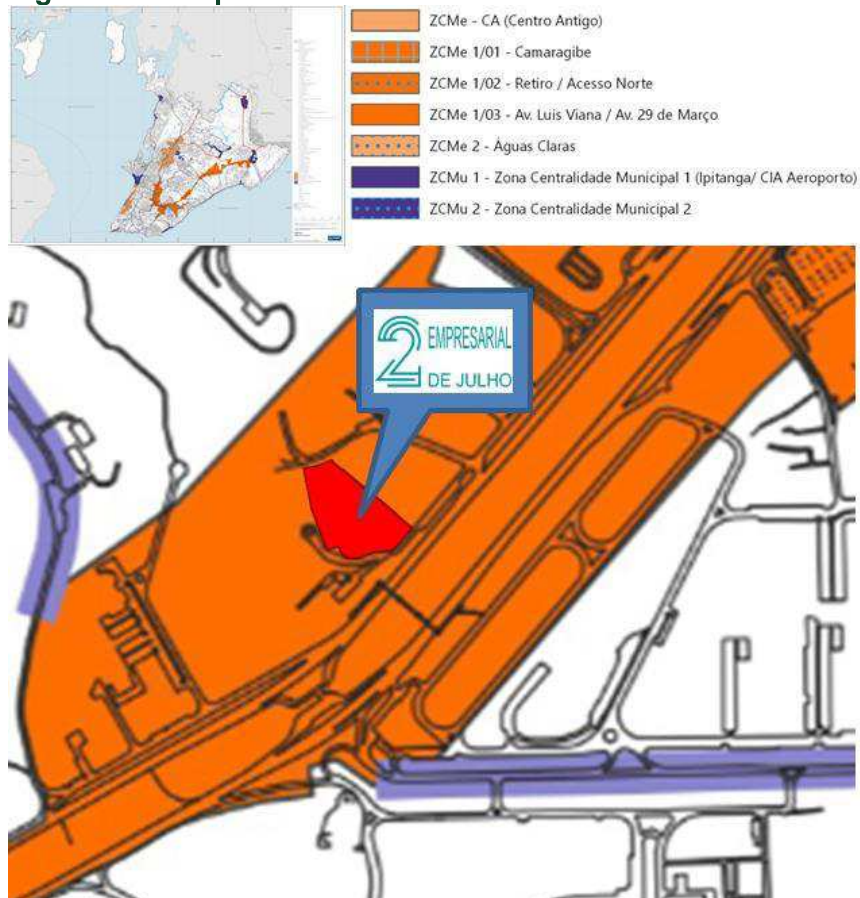 ZCMe - CA (Centro Antigo)
ZCMe 1/01 - Camaragibe
ZCMe 1/02 - Retiro / Acesso Norte
ZCMe 1/03 - Av. Luis Viana / Av. 29 de Março
ZCMe 2 - Águas Claras
ZCMu 1 - Zona Centralidade Municipal 1 (Ipitanga/ CIA Aeroporto)
ZCMu 2 - Zona Centralidade Municipal 2
2 EMPRESARIAL
DE JULHO